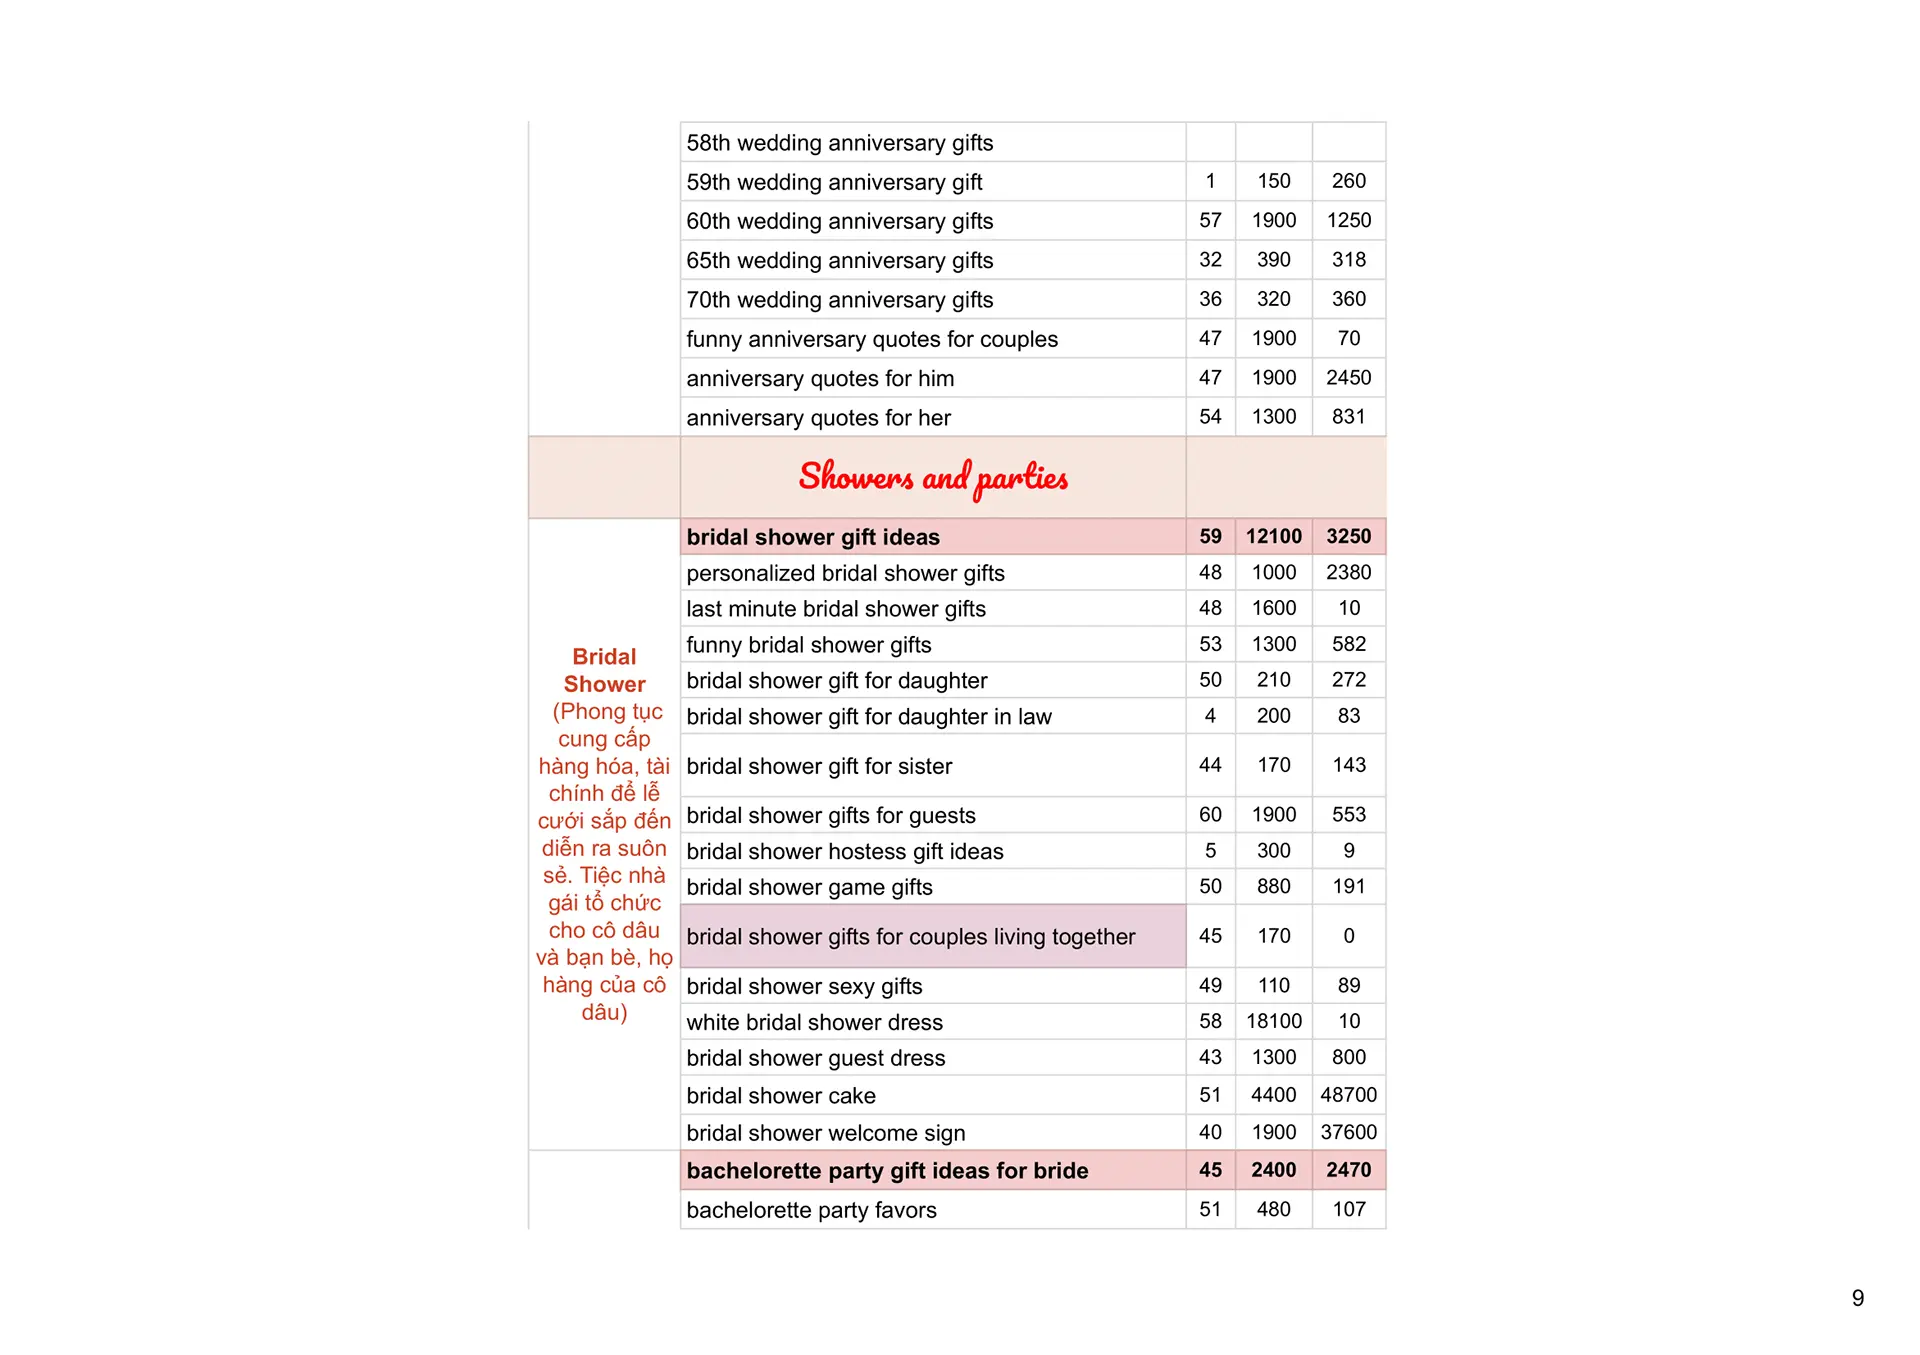 58th wedding anniversary gifts
59th wedding anniversary gift 1 150 260
60th wedding anniversary gifts 57 1900 1250
65th wedding anniversary gifts 32 390 318
70th wedding anniversary gifts 36 320 360
funny anniversary quotes for couples 47 1900 70
anniversary quotes for him 47 1900 2450
anniversary quotes for her 54 1300 831
Showers and parties
Bridal
Shower
(Phong tục
cung cấp
hàng hóa, tài
chính để lễ
cưới sắp đến
diễn ra suôn
sẻ. Tiệc nhà
gái tổ chức
cho cô dâu
và bạn bè, họ
hàng của cô
dâu)
bridal shower gift ideas 59 12100 3250
personalized bridal shower gifts 48 1000 2380
last minute bridal shower gifts 48 1600 10
funny bridal shower gifts 53 1300 582
bridal shower gift for daughter 50 210 272
bridal shower gift for daughter in law 4 200 83
bridal shower gift for sister 44 170 143
bridal shower gifts for guests 60 1900 553
bridal shower hostess gift ideas 5 300 9
bridal shower game gifts 50 880 191
bridal shower gifts for couples living together 45 170 0
bridal shower sexy gifts 49 110 89
white bridal shower dress 58 18100 10
bridal shower guest dress 43 1300 800
bridal shower cake 51 4400 48700
bridal shower welcome sign 40 1900 37600
bachelorette party gift ideas for bride 45 2400 2470
bachelorette party favors 51 480 107
9